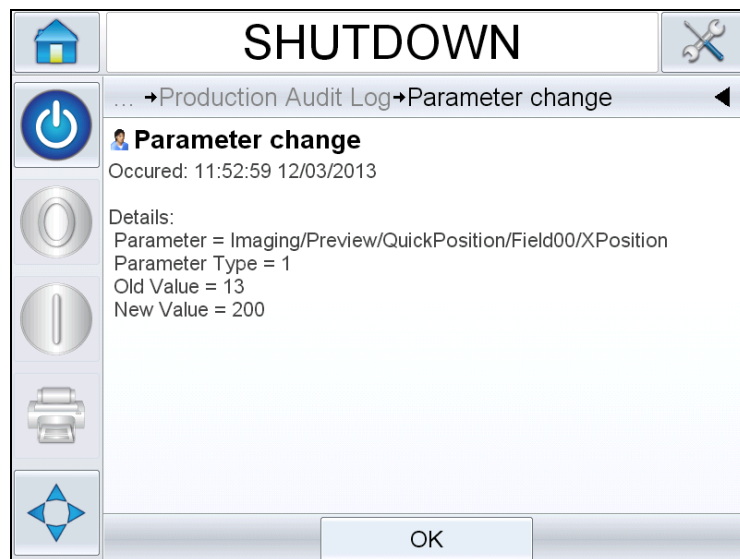 SHUTDOWN
... →Production Audit Log→Parameter change
Parameter change
Occured: 11:52:59 12/03/2013
Details:
Parameter = Imaging/Preview/QuickPosition/Field00/XPosition
Parameter Type = 1
Old Value = 13
New Value = 200
OK